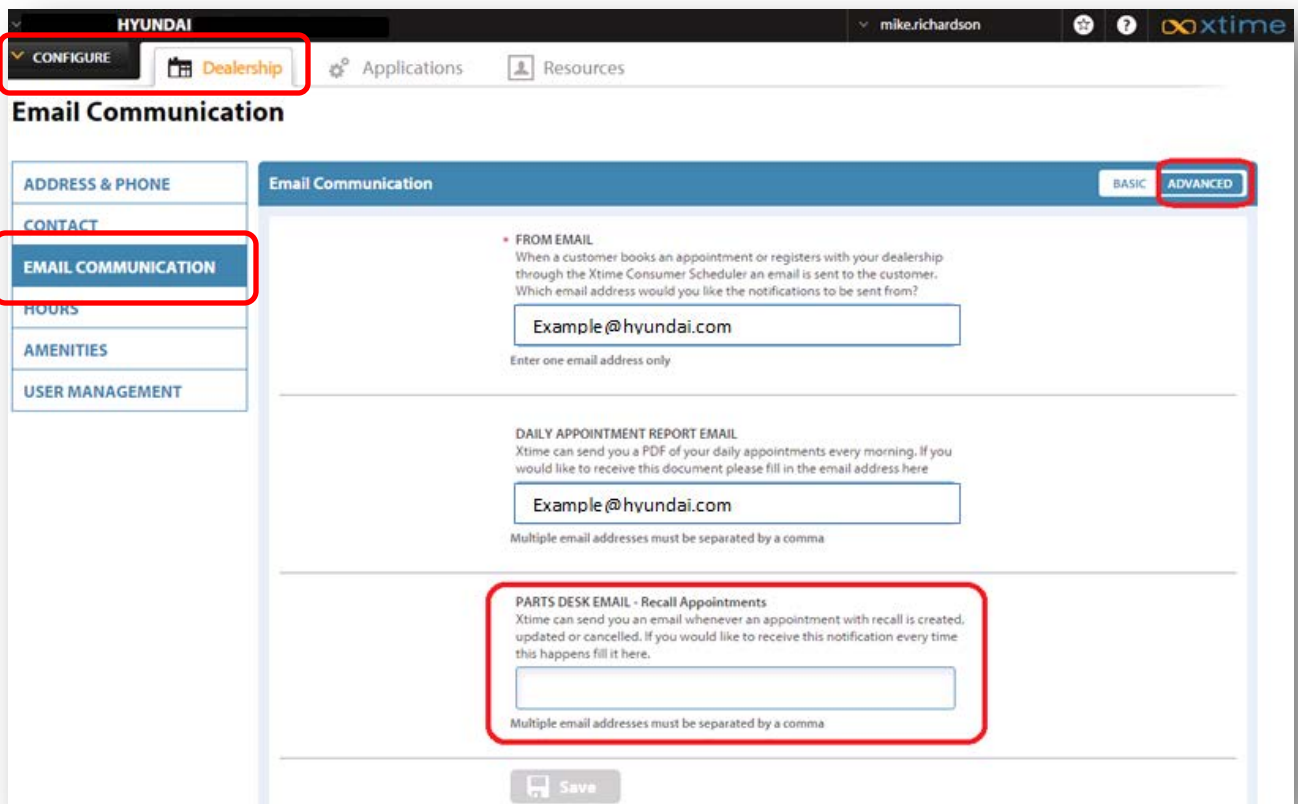 HYUNDAI
mike.richardson
? xtime
CONFIGURE
Dealership
Applications
Resources
Email Communication
ADDRESS & PHONE
CONTACT
EMAIL COMMUNICATION
HOURS
AMENITIES
USER MANAGEMENT
Email Communication
BASIC
ADVANCED
* FROM EMAIL
When a customer books an appointment or registers with your dealership
through the Xtime Consumer Scheduler an email is sent to the customer.
Which email address would you like the notifications to be sent from?
Example@hyundai.com
Enter one email address only
DAILY APPOINTMENT REPORT EMAIL
Xtime can send you a PDF of your daily appointments every morning. If you
would like to receive this document please fill in the email address here
Example@hyundai.com
Multiple email addresses must be separated by a comma
PARTS DESK EMAIL - Recall Appointments
Xtime can send you an email whenever an appointment with recall is created,
updated or cancelled. If you would like to receive this notification every time
this happens fill it here.
Multiple email addresses must be separated by a comma
Save